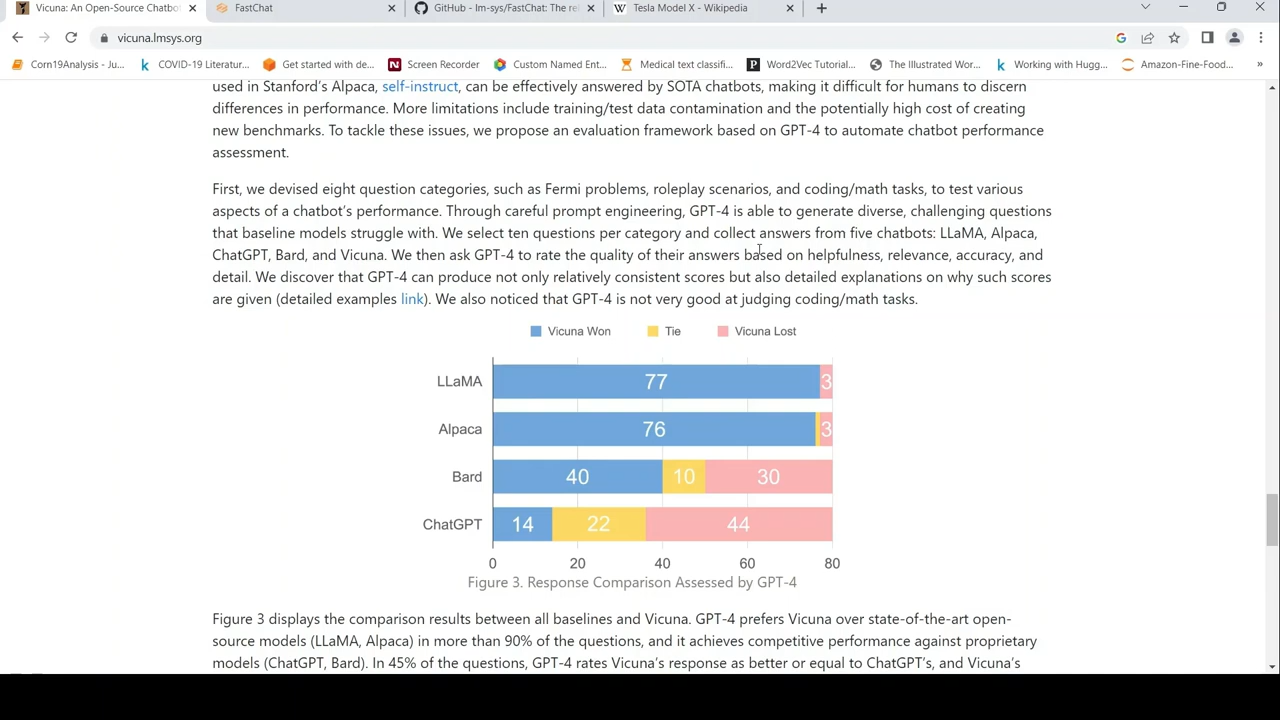 Vicuna: An Open-Source Chatbo
FastChat
GitHub - lm-sys/FastChat: The re
Tesla Model X - Wikipedia
vicuna.lmsys.org
Corn19Analysis - Ju...
COVID-19 Literatur...
Get started with de...
Screen Recorder
Custom Named Ent...
Medical text classifi...
Word2Vec Tutorial...
The Illustrated Wor...
Working with Hugg...
Amazon-Fine-Food...
»
used in Stanford's Alpaca, self-instruct, can be effectively answered by SOTA chatbots, making it difficult for humans to discern
differences in performance. More limitations include training/test data contamination and the potentially high cost of creating
new benchmarks. To tackle these issues, we propose an evaluation framework based on GPT-4 to automate chatbot performance
assessment.
First, we devised eight question categories, such as Fermi problems, roleplay scenarios, and coding/math tasks, to test various
aspects of a chatbot's performance. Through careful prompt engineering, GPT-4 is able to generate diverse, challenging questions
that baseline models struggle with. We select ten questions per category and collect answers from five chatbots: LLaMA, Alpaca,
ChatGPT, Bard, and Vicuna. We then ask GPT-4 to rate the quality of their answers based on helpfulness, relevance, accuracy, and
detail. We discover that GPT-4 can produce not only relatively consistent scores but also detailed explanations on why such scores
are given (detailed examples link). We also noticed that GPT-4 is not very good at judging coding/math tasks.
Vicuna Won Tie Vicuna Lost
LLaMA 77 3
Alpaca 76 3
Bard 40 10 30
ChatGPT 14 22 44
0 20 40 60 80
Figure 3. Response Comparison Assessed by GPT-4
Figure 3 displays the comparison results between all baselines and Vicuna. GPT-4 prefers Vicuna over state-of-the-art open-
source models (LLaMA, Alpaca) in more than 90% of the questions, and it achieves competitive performance against proprietary
models (ChatGPT, Bard). In 45% of the questions, GPT-4 rates Vicuna's response as better or equal to ChatGPT's, and Vicuna's